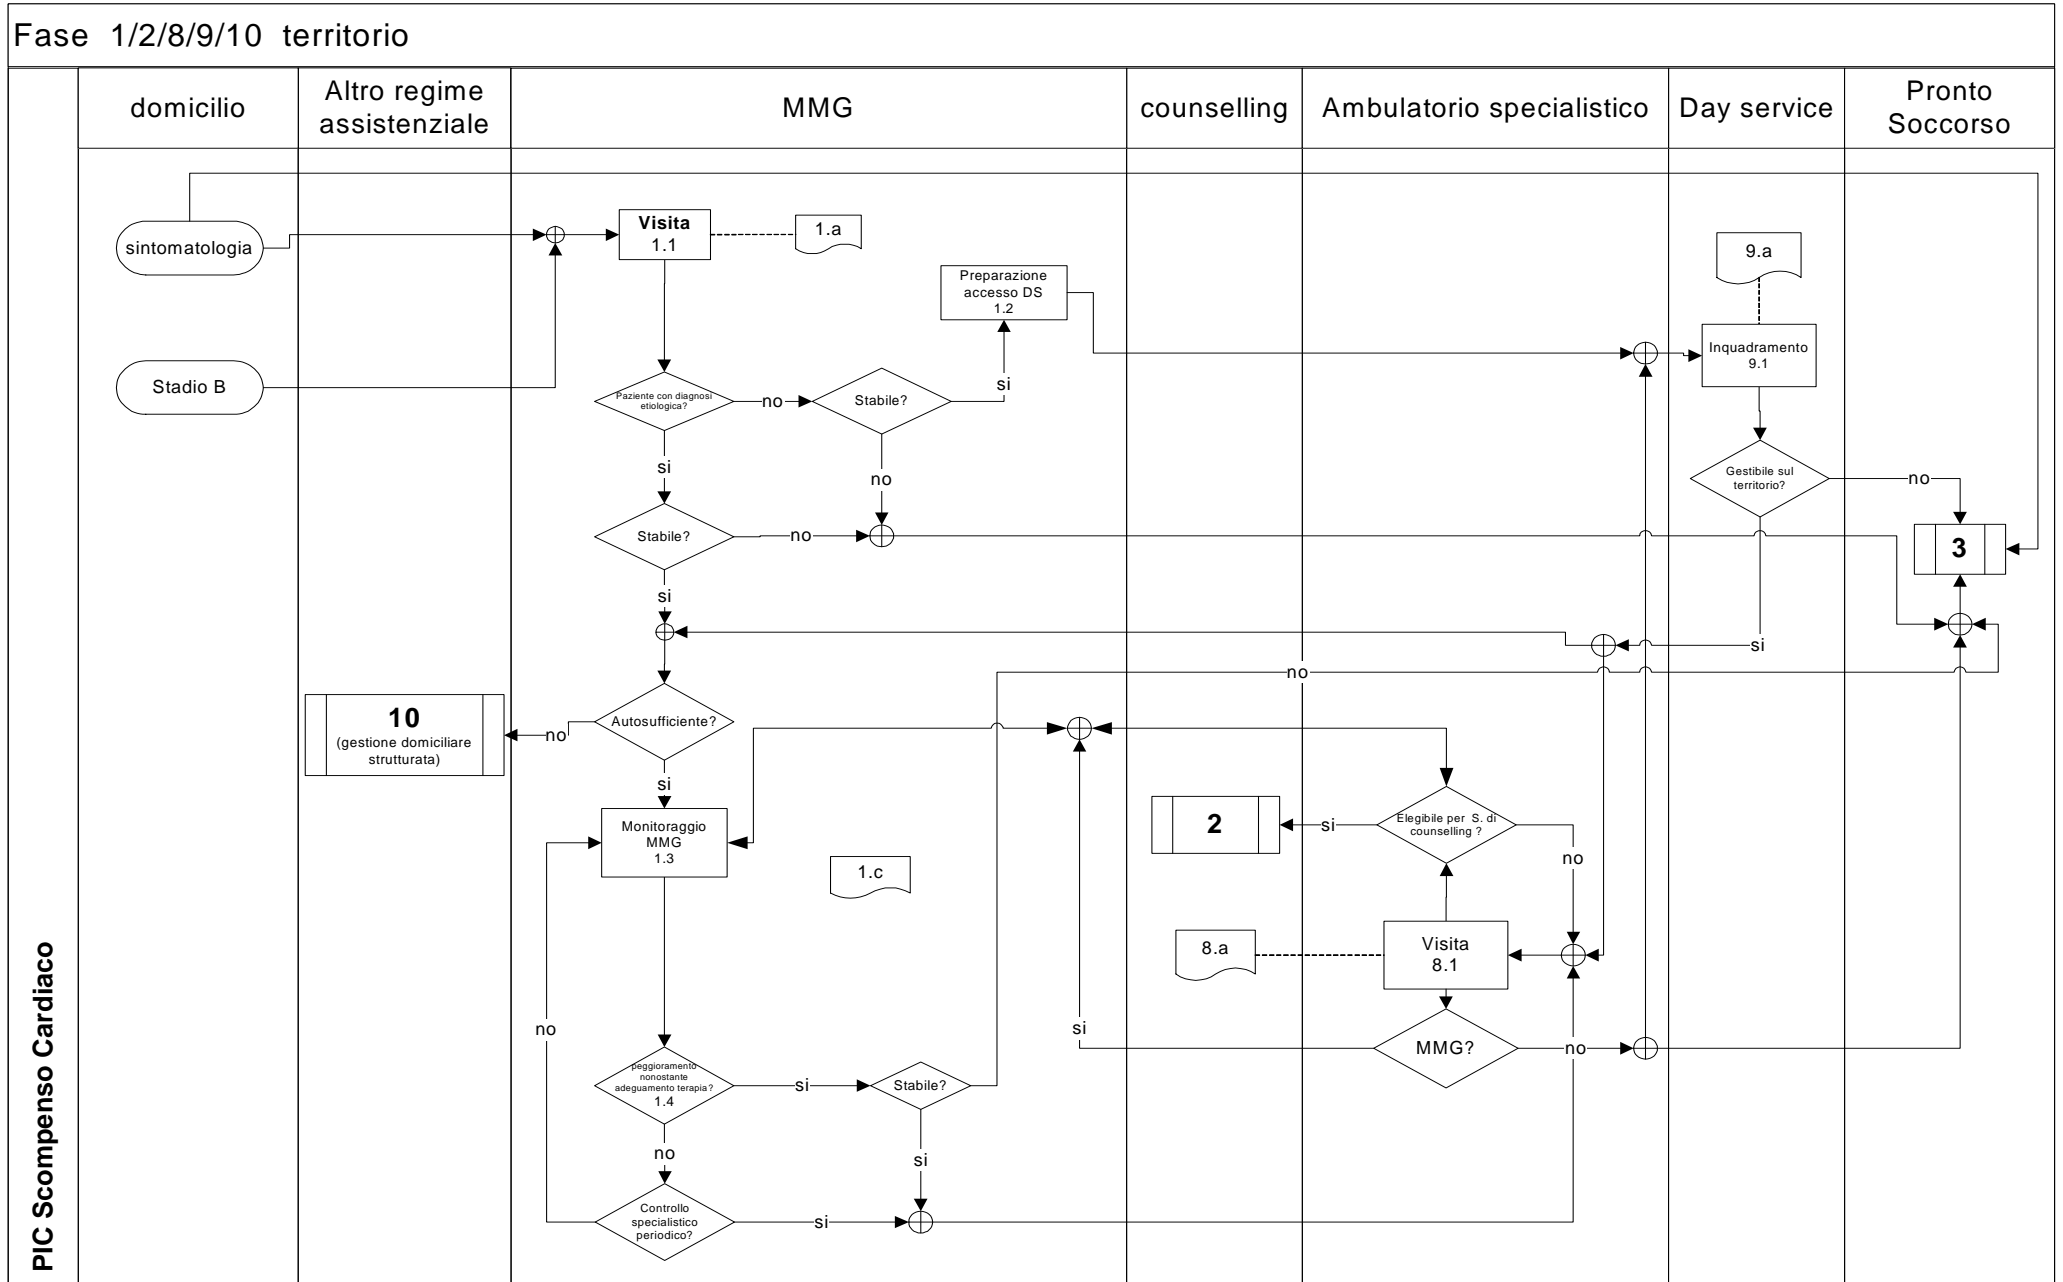 Fase 1/2/8/9/10 territorio
domicilio
Altro regime
assistenziale
MMG
counselling
Ambulatorio specialistico
Day service
Pronto
Soccorso
PIC Scompenso Cardiaco
sintomatologia
Visita
1.1
1.a
9.a
Preparazione
accesso DS
1.2
Inquadramento
9.1
Stadio B
Paziente con diagnosi
etiologica?
no
Stabile?
si
si
no
Gestibile sul
territorio?
no
Stabile?
no
3
si
si
no
10
(gestione domiciliare
strutturata)
no
Autosufficiente?
si
Monitoraggio
MMG
1.3
2
si
Elegibile per S. di
counselling ?
no
1.c
8.a
Visita
8.1
no
si
MMG?
no
peggioramento
nonostante
adeguamento terapia?
1.4
si
Stabile?
no
si
Controllo
specialistico
periodico?
si